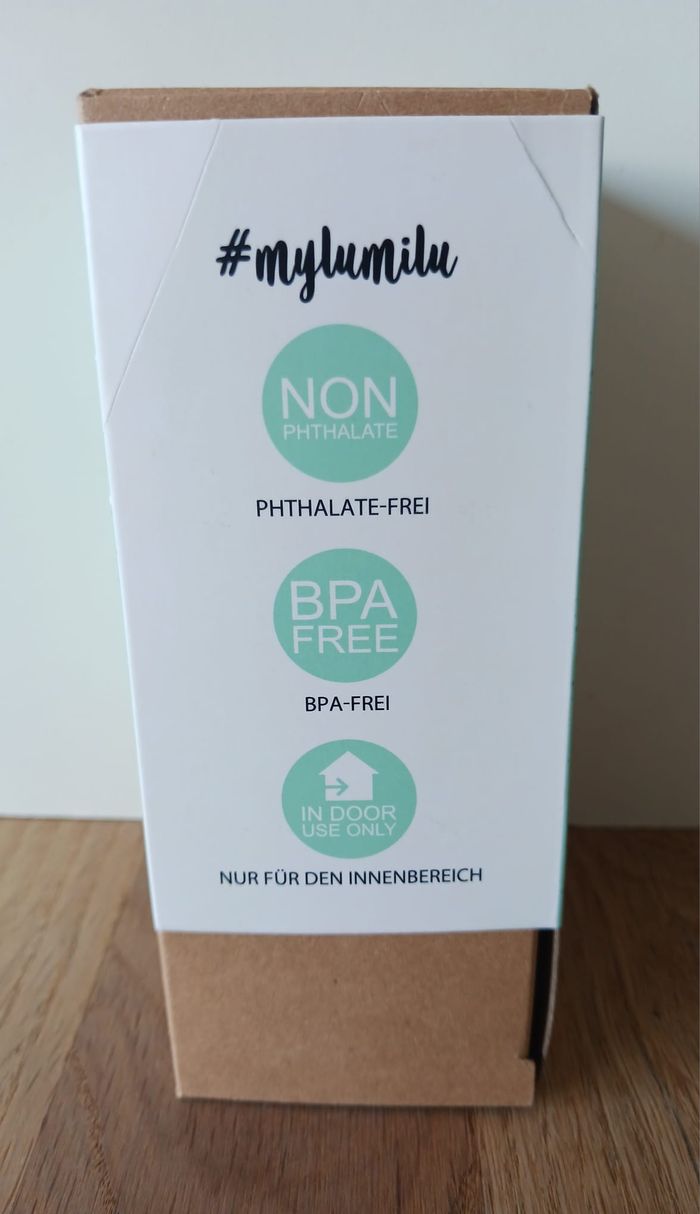 #mylumilu
NON
PHTHALATE
PHTHALATE-FREI
BPA
FREE
BPA-FREI
IN DOOR
USE ONLY
NUR FÜR DEN INNENBEREICH